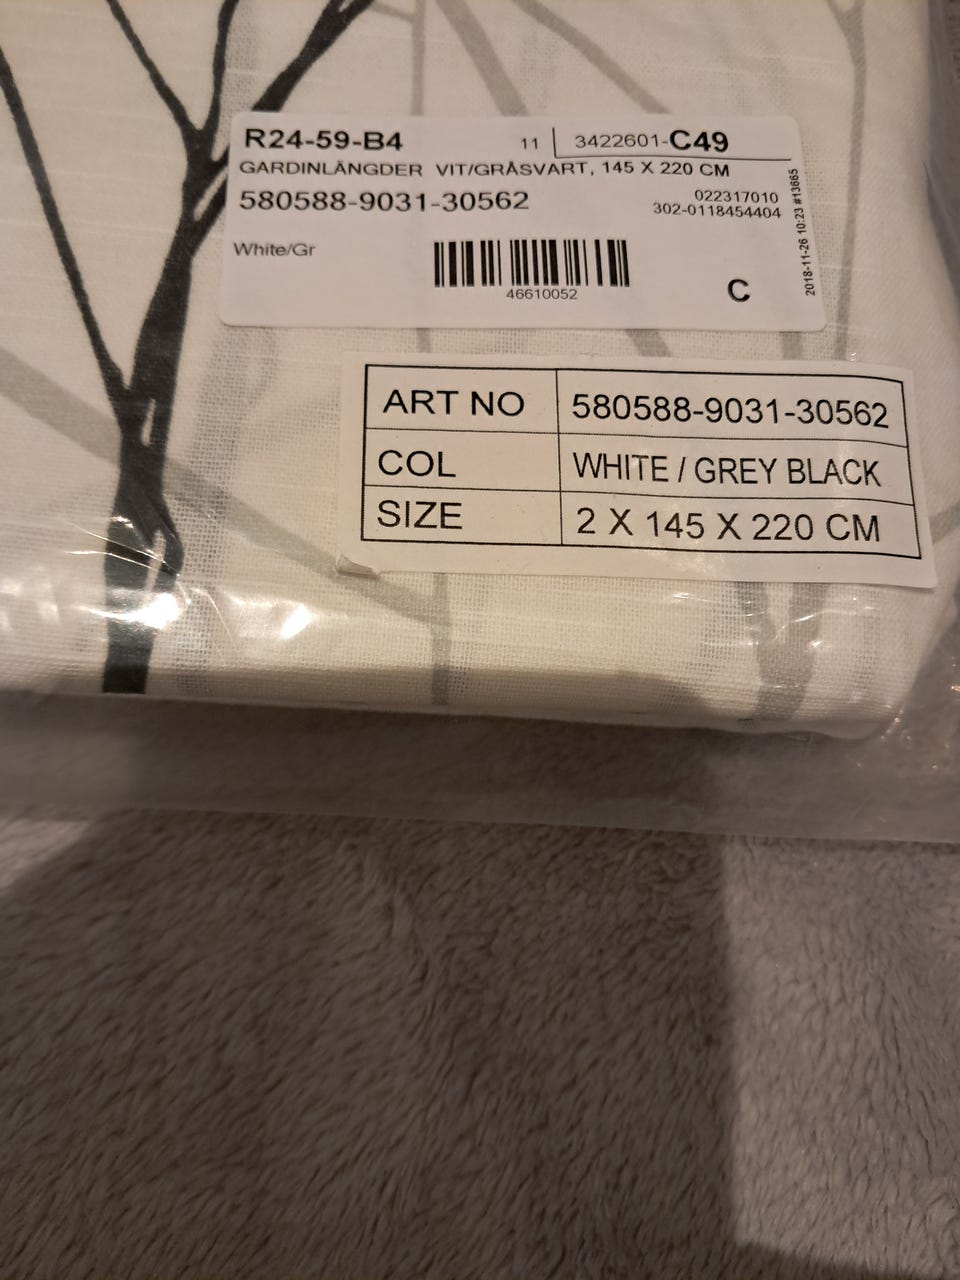 R24-59-B4 11 3422601-C49
GARDINLÄNGDER VIT/GRÅSVART, 145 X 220 CM
580588-9031-30562
022317010
302-0118454404
White/Gr
46610052
C
2018-11-26 10:23 #13665
ART NO 580588-9031-30562
COL WHITE / GREY BLACK
SIZE 2 X 145 X 220 CM